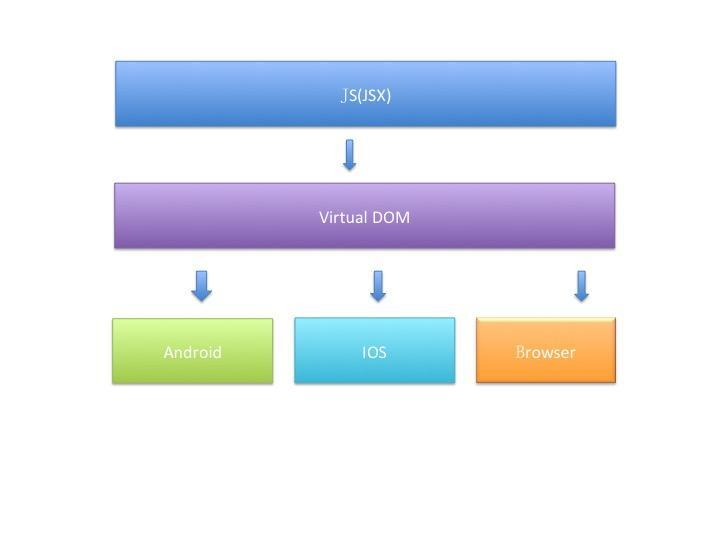 JS(JSX)
Virtual DOM
Android
IOS
Browser